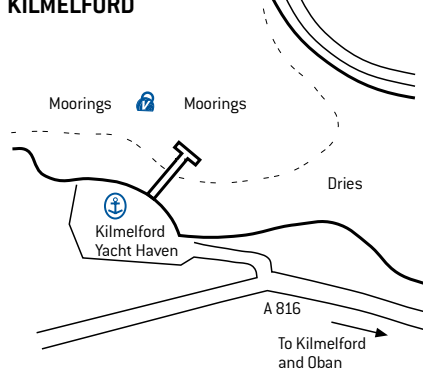 KILMELFORD
Moorings V Moorings
Dries
Kilmelford
Yacht Haven
A 816
To Kilmelford
and Oban